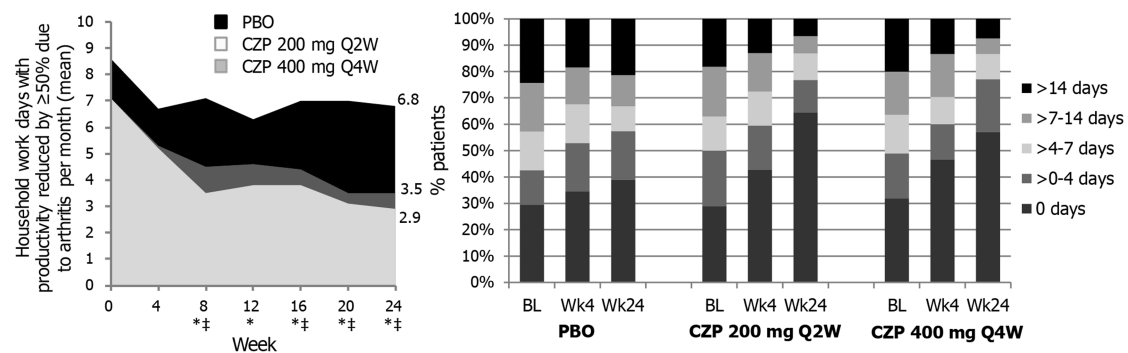 Household work days with
productivity reduced by ≥50% due
to arthritis per month (mean)
10
9
8
7
6
5
4
3
2
1
0
PBO
CZP 200 mg Q2W
CZP 400 mg Q4W
6.8
3.5
2.9
0 4 8 12 16 20 24
*‡ * *‡ *‡ *‡
Week
% patients
100%
90%
80%
70%
60%
50%
40%
30%
20%
10%
0%
BL Wk4 Wk24 BL Wk4 Wk24 BL Wk4 Wk24
PBO CZP 200 mg Q2W CZP 400 mg Q4W
>14 days
>7-14 days
>4-7 days
>0-4 days
0 days